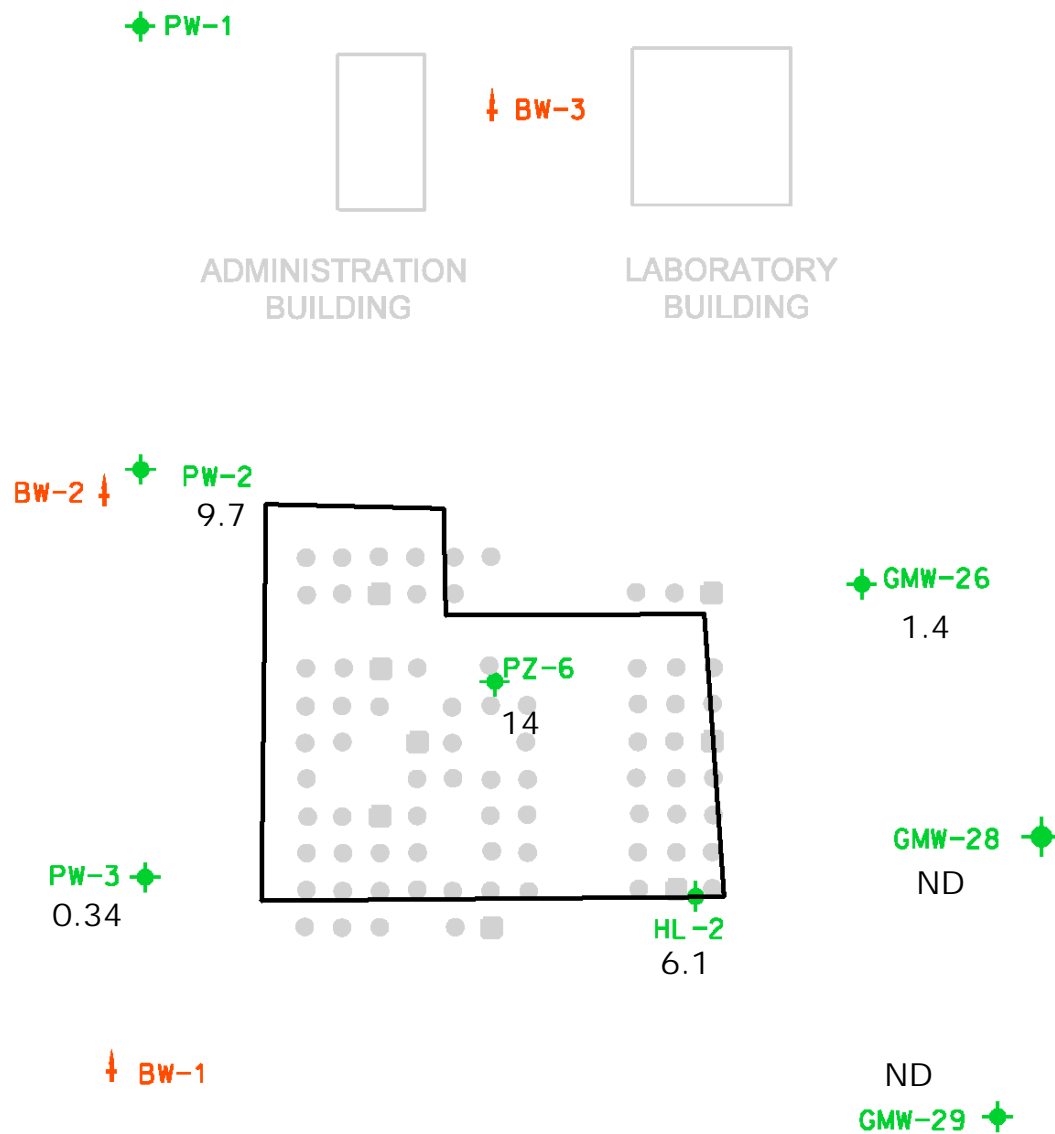 PW-1
BW-3
ADMINISTRATION
BUILDING
LABORATORY
BUILDING
PW-2
BW-2
9.7
GMW-26
1.4
PZ-6
14
GMW-28
ND
PW-3
0.34
HL-2
6.1
BW-1
ND
GMW-29